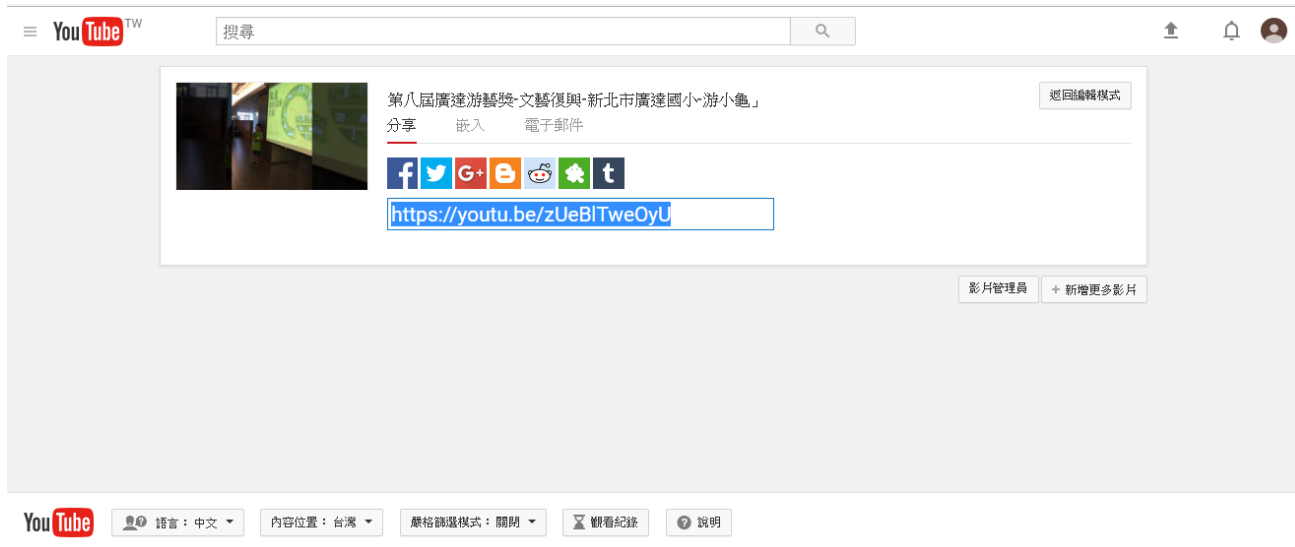 YouTube TW
搜尋
第八屆廣達游藝獎-文藝復興-新北市廣達國小-游小龜」
返回編輯模式
分享 嵌入 電子郵件
https://youtu.be/zUeBlTweOyU
影片管理員 + 新增更多影片
YouTube 語言：中文 內容位置：台灣 嚴格篩選模式：關閉 觀看紀錄 說明